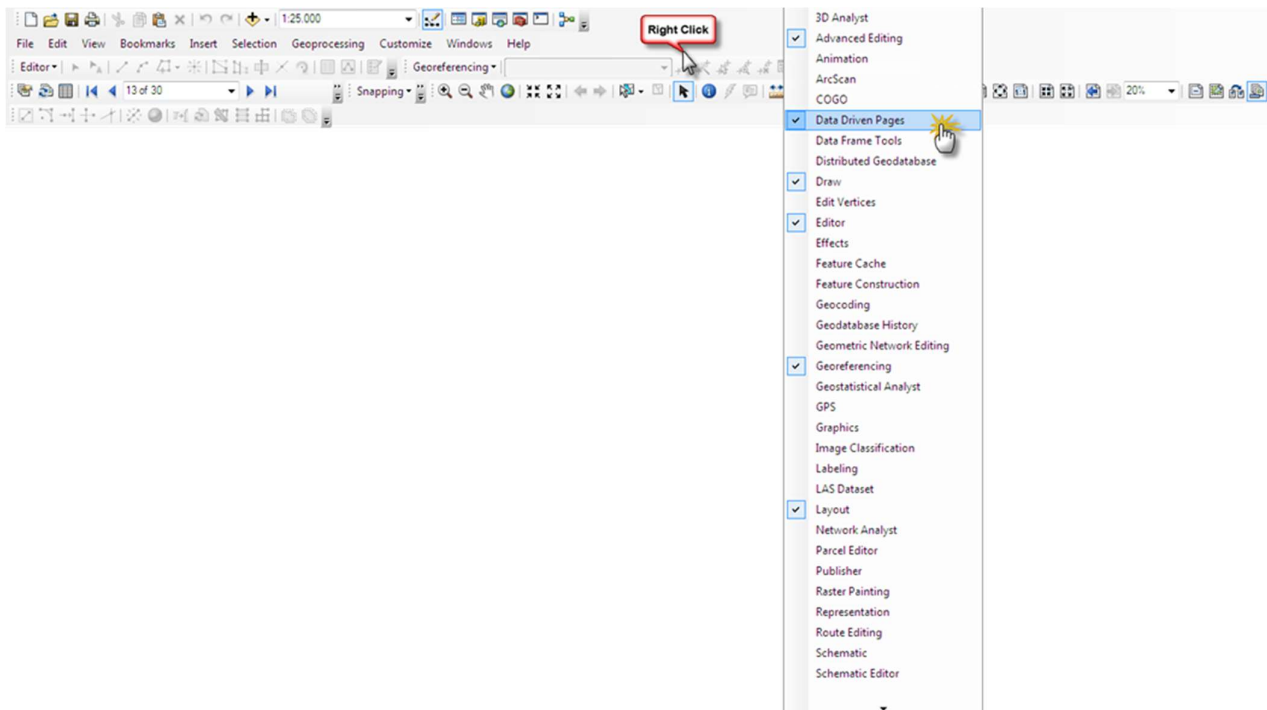 1:25.000
Right Click
File Edit View Bookmarks Insert Selection Geoprocessing Customize Windows Help
Editor Georeferencing
13 of 30 Snapping 20%
3D Analyst
Advanced Editing
Animation
ArcScan
COGO
Data Driven Pages
Data Frame Tools
Distributed Geodatabase
Draw
Edit Vertices
Editor
Effects
Feature Cache
Feature Construction
Geocoding
Geodatabase History
Geometric Network Editing
Georeferencing
Geostatistical Analyst
GPS
Graphics
Image Classification
Labeling
LAS Dataset
Layout
Network Analyst
Parcel Editor
Publisher
Raster Painting
Representation
Route Editing
Schematic
Schematic Editor